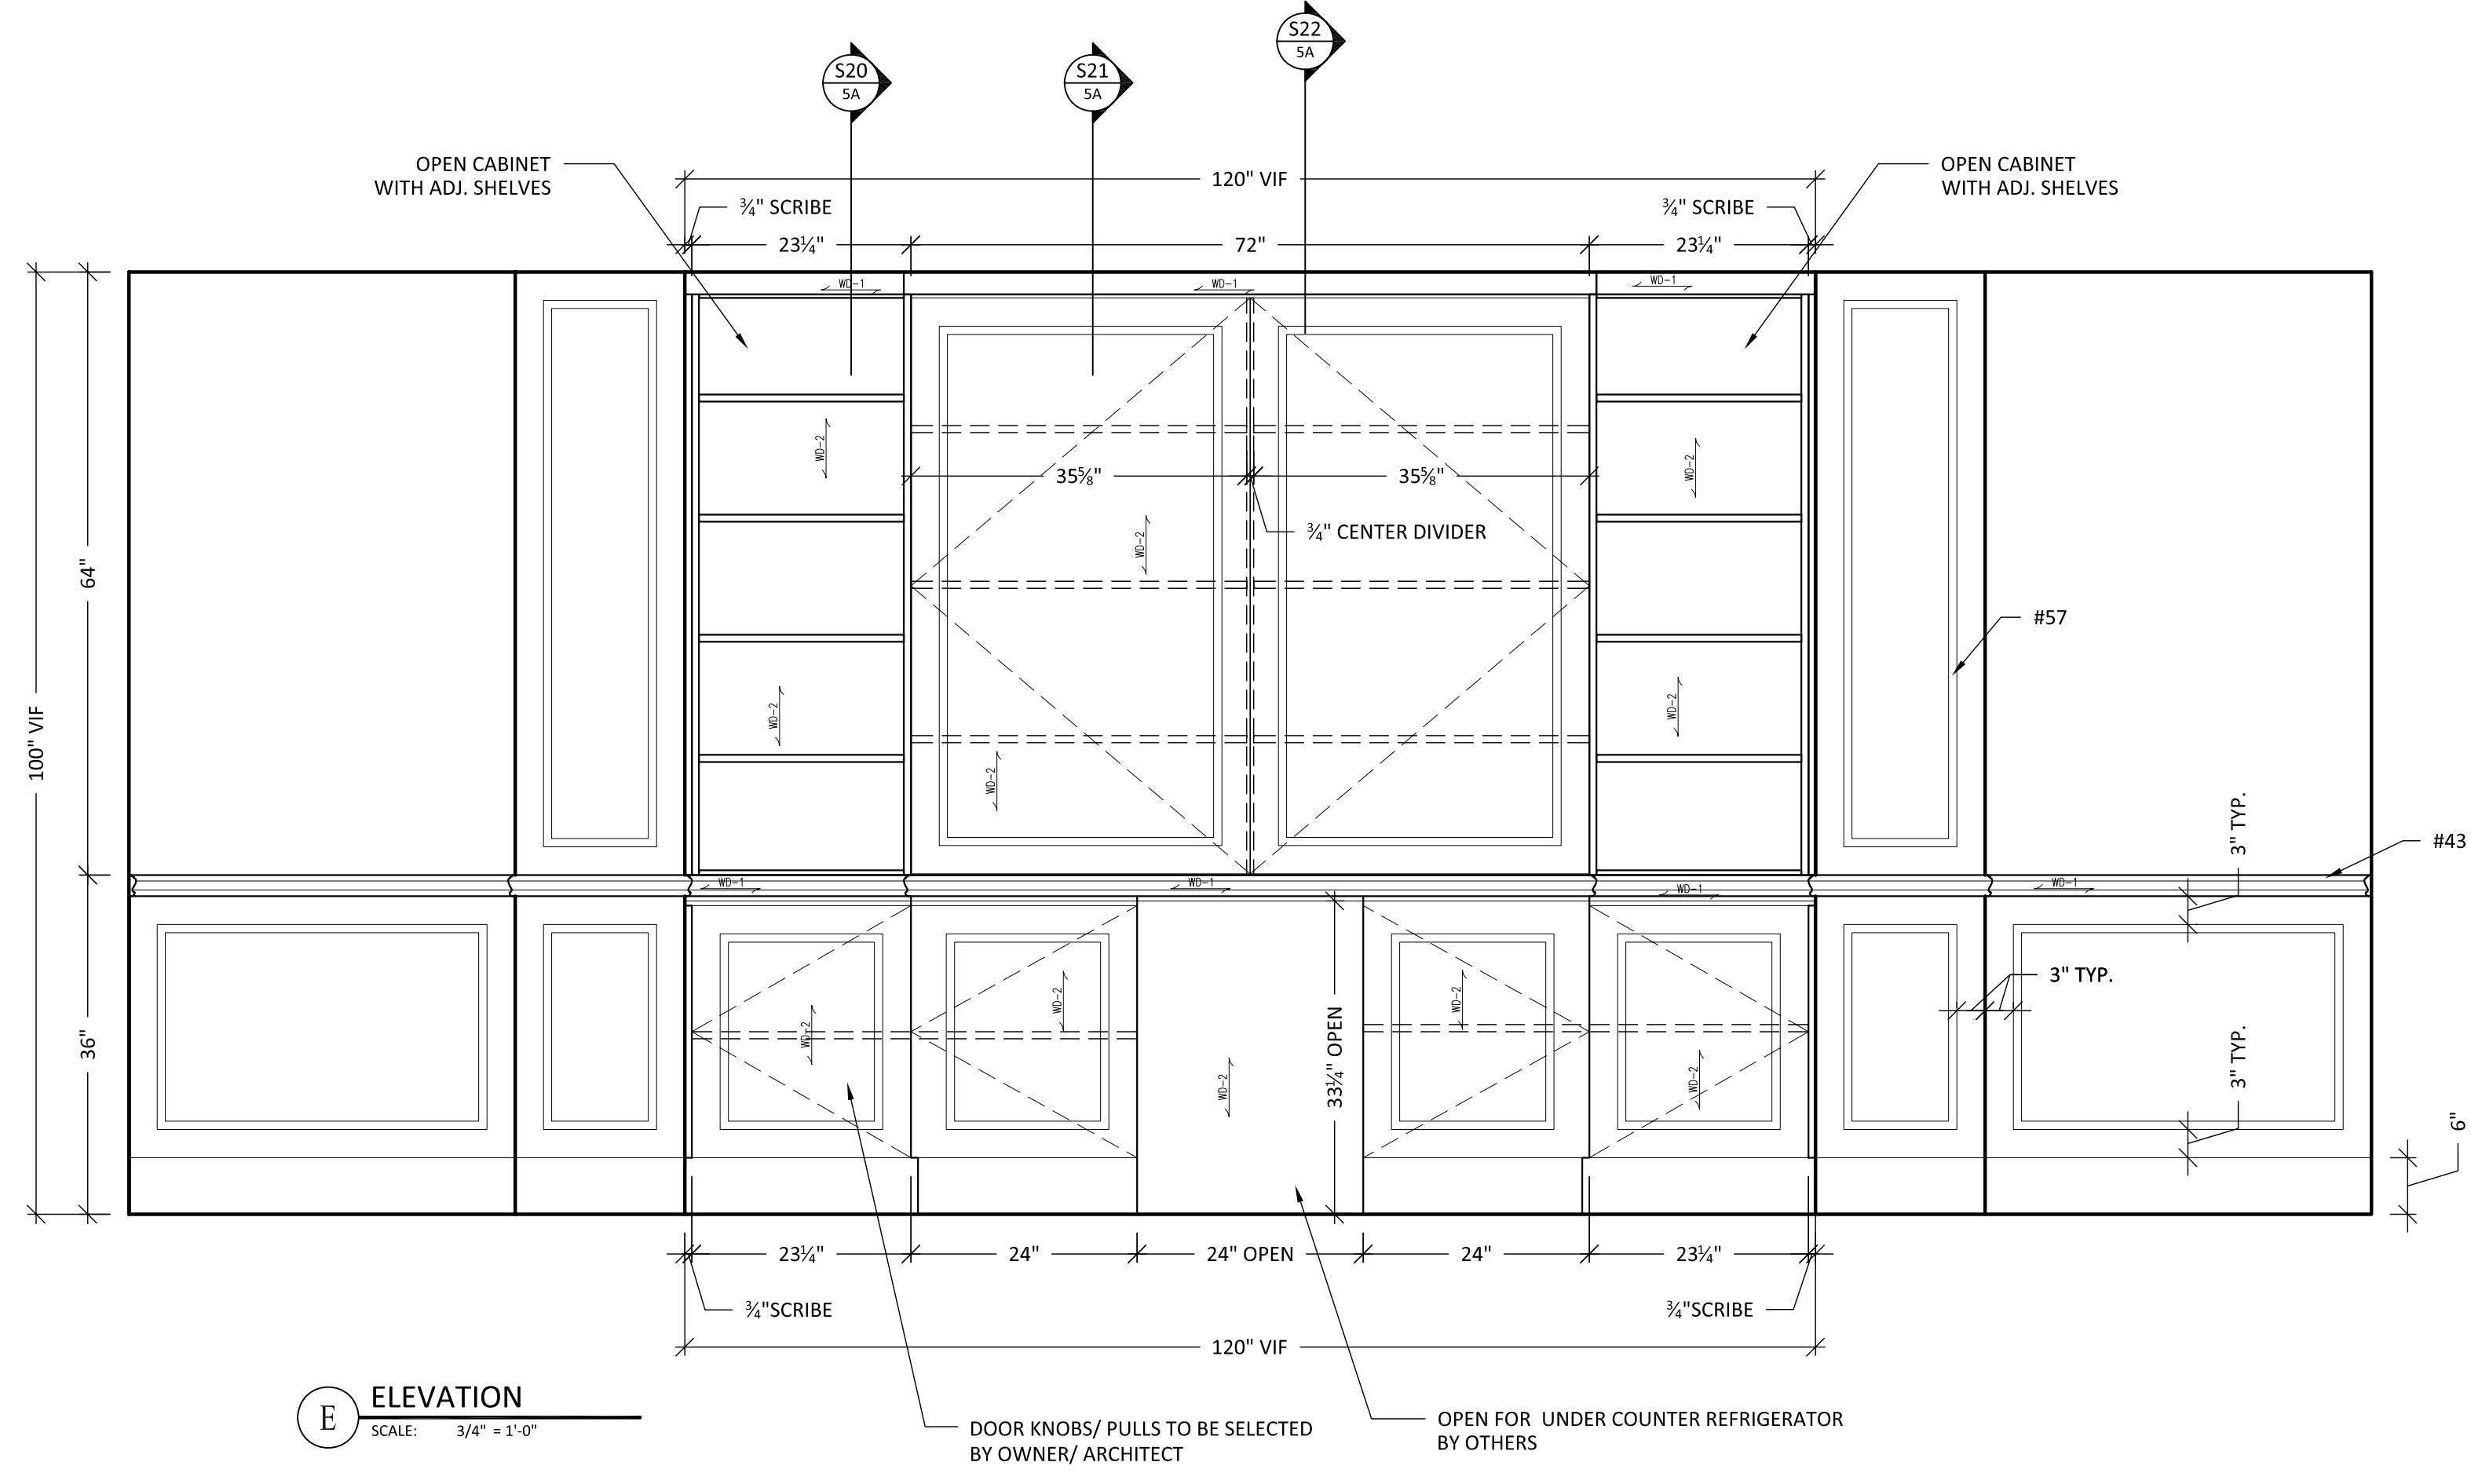 S22
5A
S20
5A
S21
5A
OPEN CABINET
WITH ADJ. SHELVES
OPEN CABINET
WITH ADJ. SHELVES
120" VIF
¾" SCRIBE
¾" SCRIBE
23¼"
72"
23¼"
WD-1
WD-1
WD-1
WD-2
WD-2
35⅝"
35⅝"
¾" CENTER DIVIDER
WD-2
64"
#57
WD-2
WD-2
100" VIF
WD-2
3" TYP.
#43
WD-1
WD-1
WD-1
WD-1
3" TYP.
WD-2
WD-2
WD-2
36"
33¼" OPEN
3" TYP.
WD-2
WD-2
6"
23¼"
24"
24" OPEN
24"
23¼"
¾"SCRIBE
¾"SCRIBE
120" VIF
E
ELEVATION
SCALE: 3/4" = 1'-0"
DOOR KNOBS/ PULLS TO BE SELECTED
BY OWNER/ ARCHITECT
OPEN FOR UNDER COUNTER REFRIGERATOR
BY OTHERS